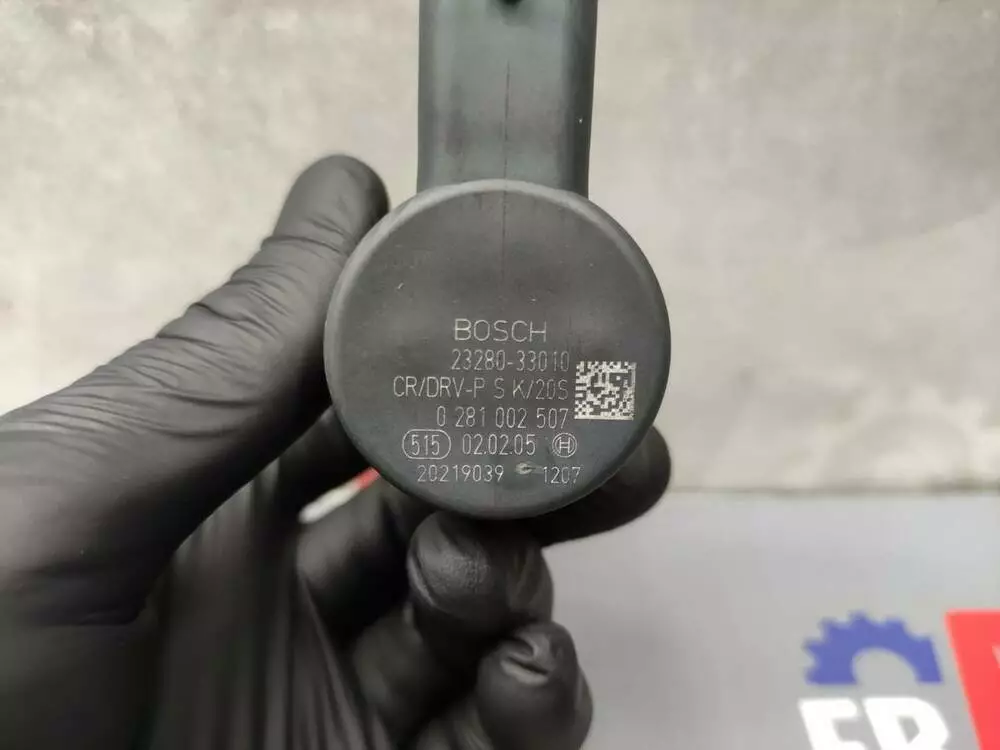 BOSCH
23280-33010
CR/DRV-P S K/20S
0 281 002 507
515 02.02.05 H
20219039 1207